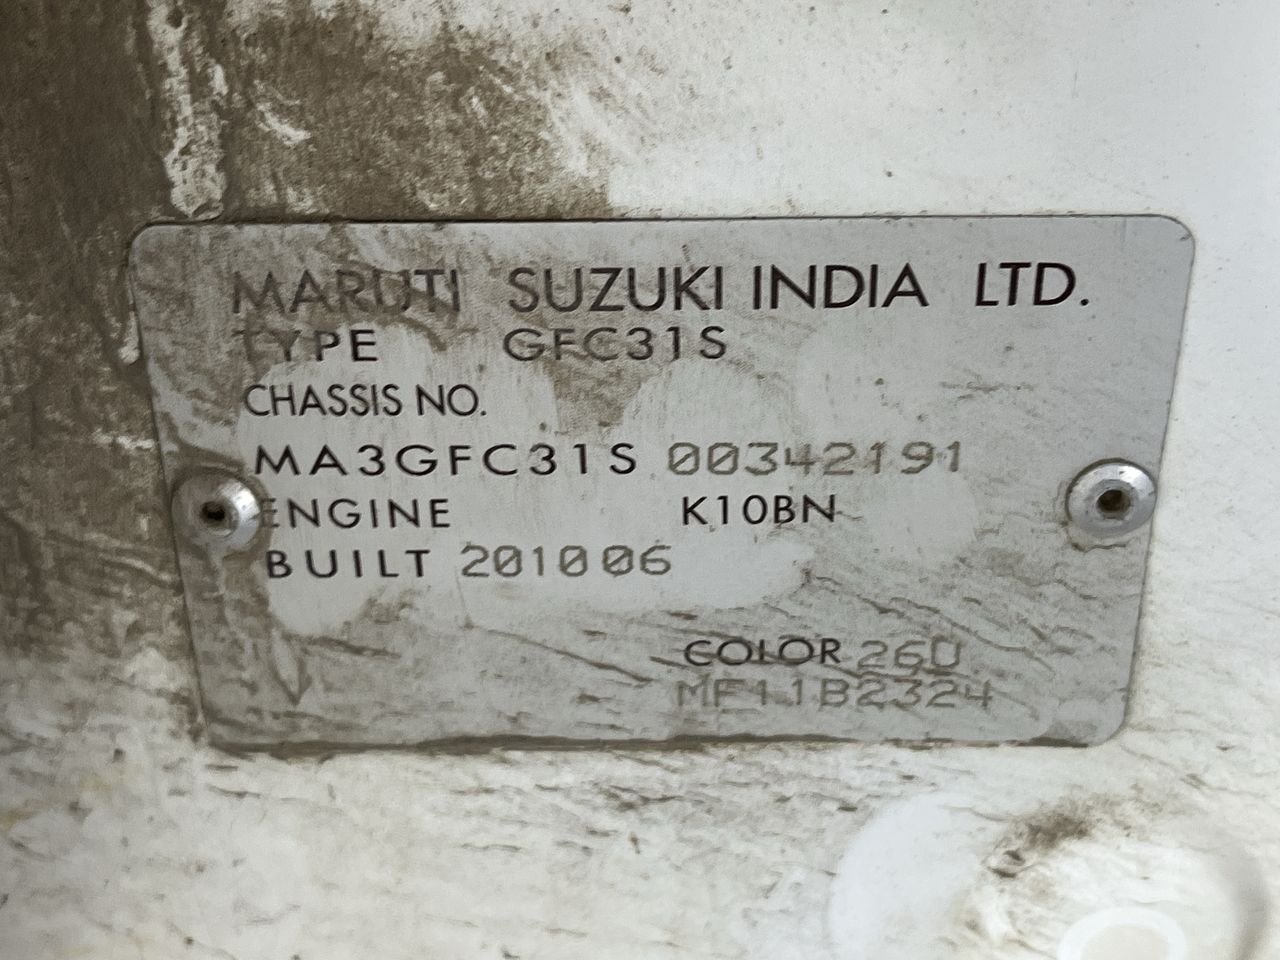 MARUTI SUZUKI INDIA LTD.
TYPE GFC31S
CHASSIS NO.
MA3GFC31S 00342191
ENGINE K10BN
BUILT 201006
COLOR 26U
MF11B2324